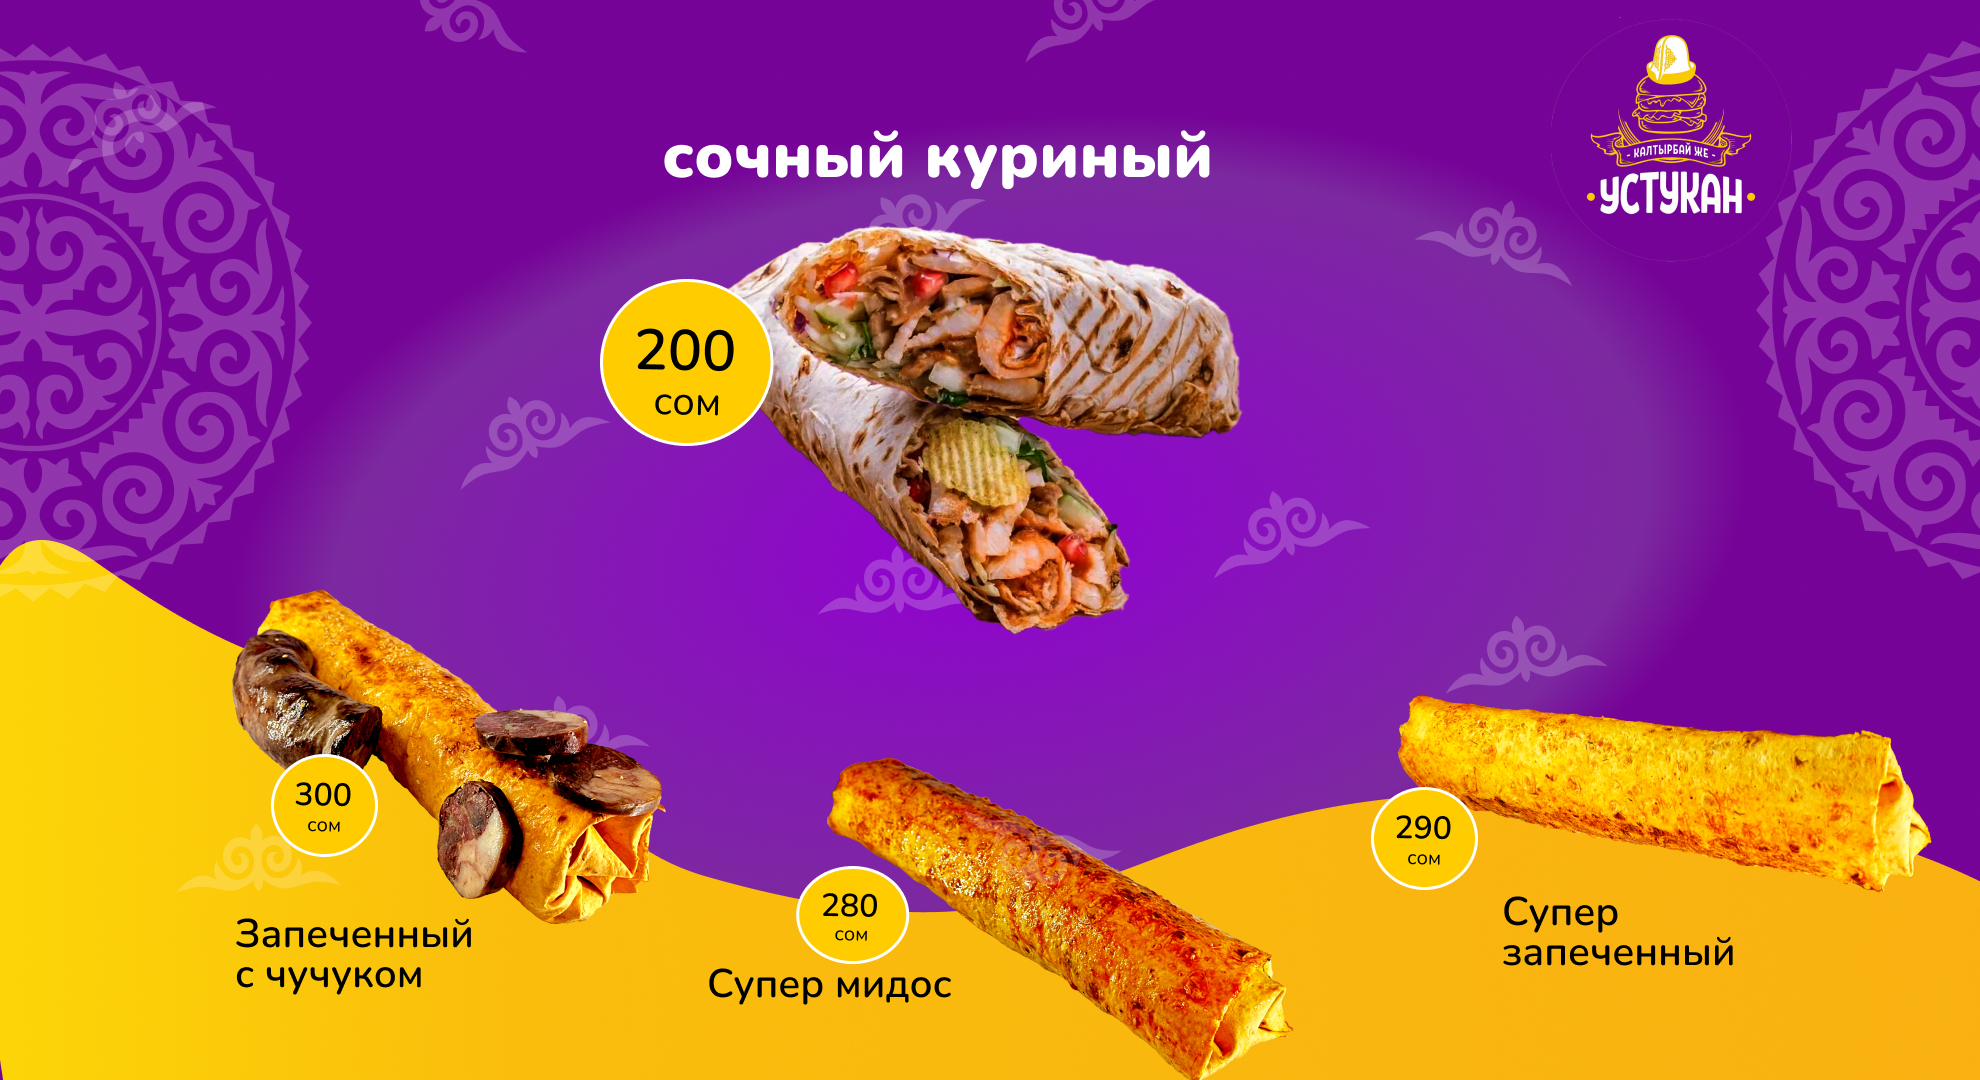 сочный куриный
- КАЛТЫРБАЙ ЖЕ -
•УСТУКАН•
200
сом
300
сом
Запеченный
с чучуком
280
сом
Супер мидос
290
сом
Супер
запеченный